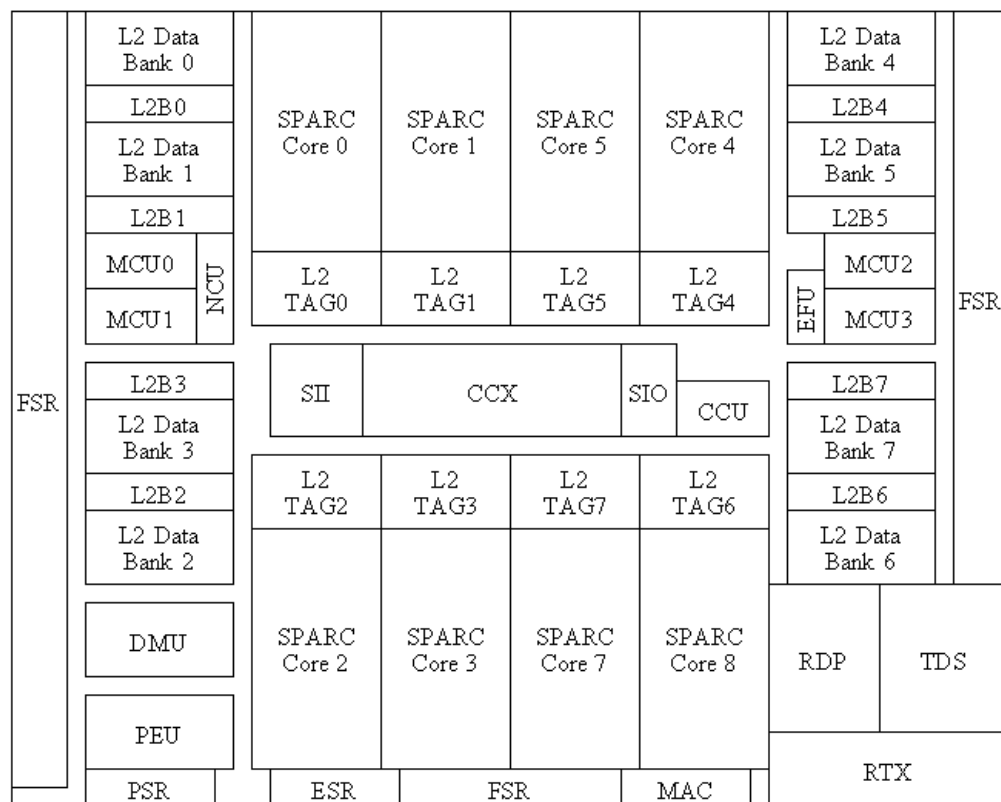 L2 Data
Bank 0
L2B0
L2 Data
Bank 1
L2B1
MCU0
MCU1
NCU
SPARC
Core 0
SPARC
Core 1
SPARC
Core 5
SPARC
Core 4
L2
TAG0
L2
TAG1
L2
TAG5
L2
TAG4
L2 Data
Bank 4
L2B4
L2 Data
Bank 5
L2B5
MCU2
EFU
MCU3
FSR
FSR
SII
CCX
SIO
CCU
L2B3
L2 Data
Bank 3
L2B2
L2 Data
Bank 2
L2
TAG2
L2
TAG3
L2
TAG7
L2
TAG6
L2B7
L2 Data
Bank 7
L2B6
L2 Data
Bank 6
DMU
PEU
SPARC
Core 2
SPARC
Core 3
SPARC
Core 7
SPARC
Core 8
RDP
TDS
RTX
PSR
ESR
FSR
MAC